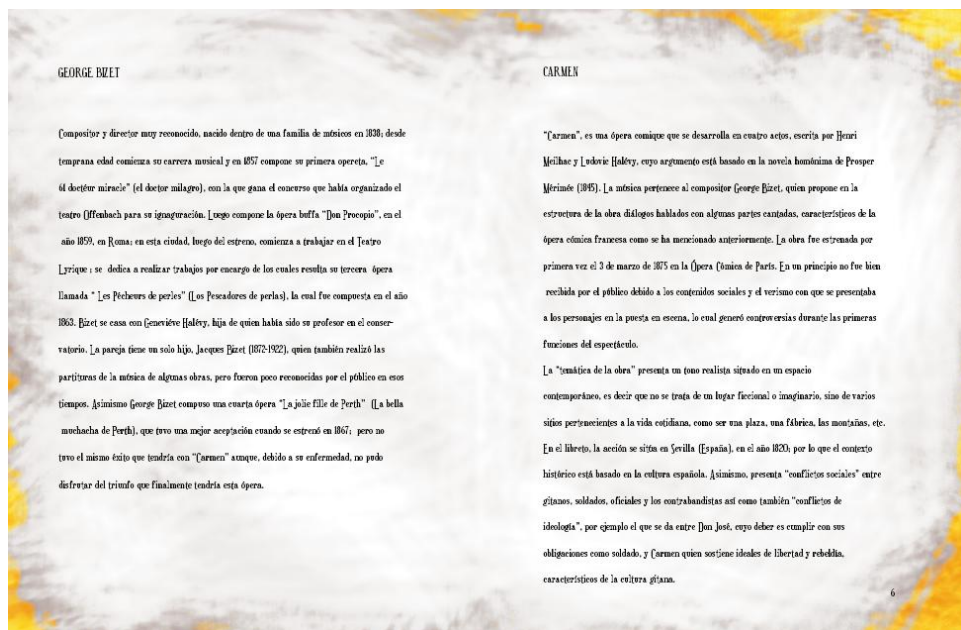 GEORGE BIZET
Compositor y director muy reconocido, nacido dentro de una familia de músicos en 1838; desde
temprana edad comienza su carrera musical y en 1857 compone su primera opereta, “Le
61 doctéur miracle” (el doctor milagro), con la que gana el concurso que había organizado el
teatro Offenbach para su ignaguración. Luego compone la ópera buffa “Don Procopio”, en el
año 1859, en Roma; en esta ciudad, luego del estreno, comienza a trabajar en el Teatro
Lyrique ; se dedica a realizar trabajos por encargo de los cuales resulta su tercera ópera
llamada “ Les Pécheurs de perles” (Los Pescadores de perlas), la cual fue compuesta en el año
1863. Bizet se casa con Geneviéve Halévy, hija de quien había sido su profesor en el conser-
vatorio. La pareja tiene un solo hijo, Jacques Bizet (1872-1922), quien también realizó las
partituras de la música de algunas obras, pero fueron poco reconocidas por el público en esos
tiempos. Asimismo George Bizet compuso una cuarta ópera “La jolie fille de Perth” (La bella
muchacha de Perth), que tuvo una mejor aceptación cuando se estrenó en 1867; pero no
tuvo el mismo éxito que tendría con “Carmen” aunque, debido a su enfermedad, no pudo
disfrutar del triunfo que finalmente tendría esta ópera.
CARMEN
“Carmen”, es una ópera comique que se desarrolla en cuatro actos, escrita por Henri
Meilhac y Ludovic Halévy, cuyo argumento está basado en la novela homónima de Prosper
Mérimée (1845). La música pertenece al compositor George Bizet, quien propone en la
estructura de la obra diálogos hablados con algunas partes cantadas, característicos de la
ópera cómica francesa como se ha mencionado anteriormente. La obra fue estrenada por
primera vez el 3 de marzo de 1875 en la Ópera Cómica de París. En un principio no fue bien
recibida por el público debido a los contenidos sociales y el verismo con que se presentaba
a los personajes en la puesta en escena, lo cual generó controversias durante las primeras
funciones del espectáculo.
La “temática de la obra” presenta un tono realista situado en un espacio
contemporáneo, es decir que no se trata de un lugar ficcional o imaginario, sino de varios
sitios pertenecientes a la vida cotidiana, como ser una plaza, una fábrica, las montañas, etc.
En el libreto, la acción se sitúa en Sevilla (España), en el año 1820; por lo que el contexto
histórico está basado en la cultura española. Asimismo, presenta “conflictos sociales” entre
gitanos, soldados, oficiales y los contrabandistas así como también “conflictos de
ideología”, por ejemplo el que se da entre Don José, cuyo deber es cumplir con sus
obligaciones como soldado, y Carmen quien sostiene ideales de libertad y rebeldía,
característicos de la cultura gitana.
6